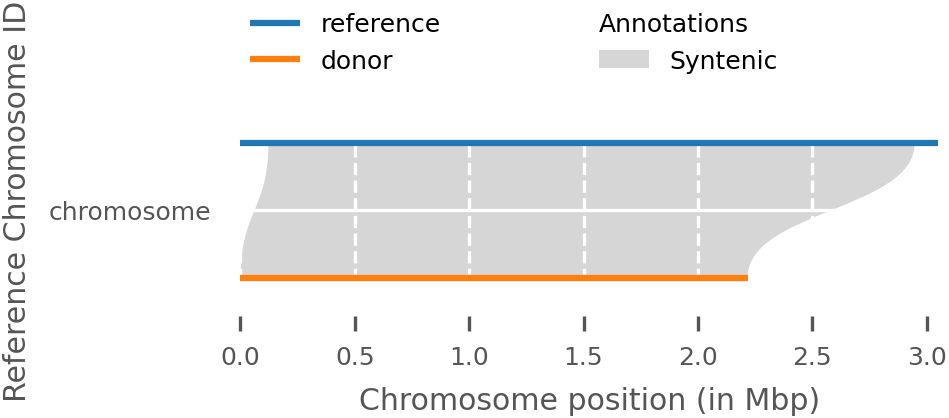 reference
donor
Annotations
Syntenic
Reference Chromosome ID
chromosome
0.0 0.5 1.0 1.5 2.0 2.5 3.0
Chromosome position (in Mbp)